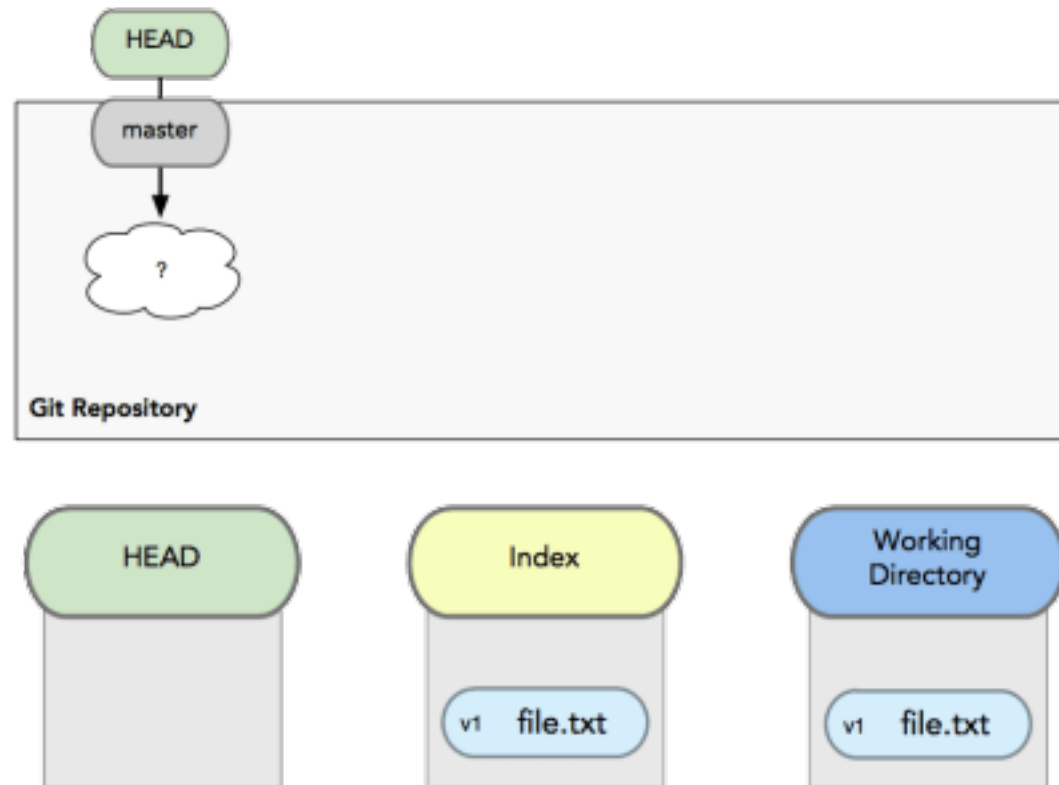 HEAD
master
?
Git Repository
HEAD
Index
Working
Directory
v1 file.txt
v1 file.txt